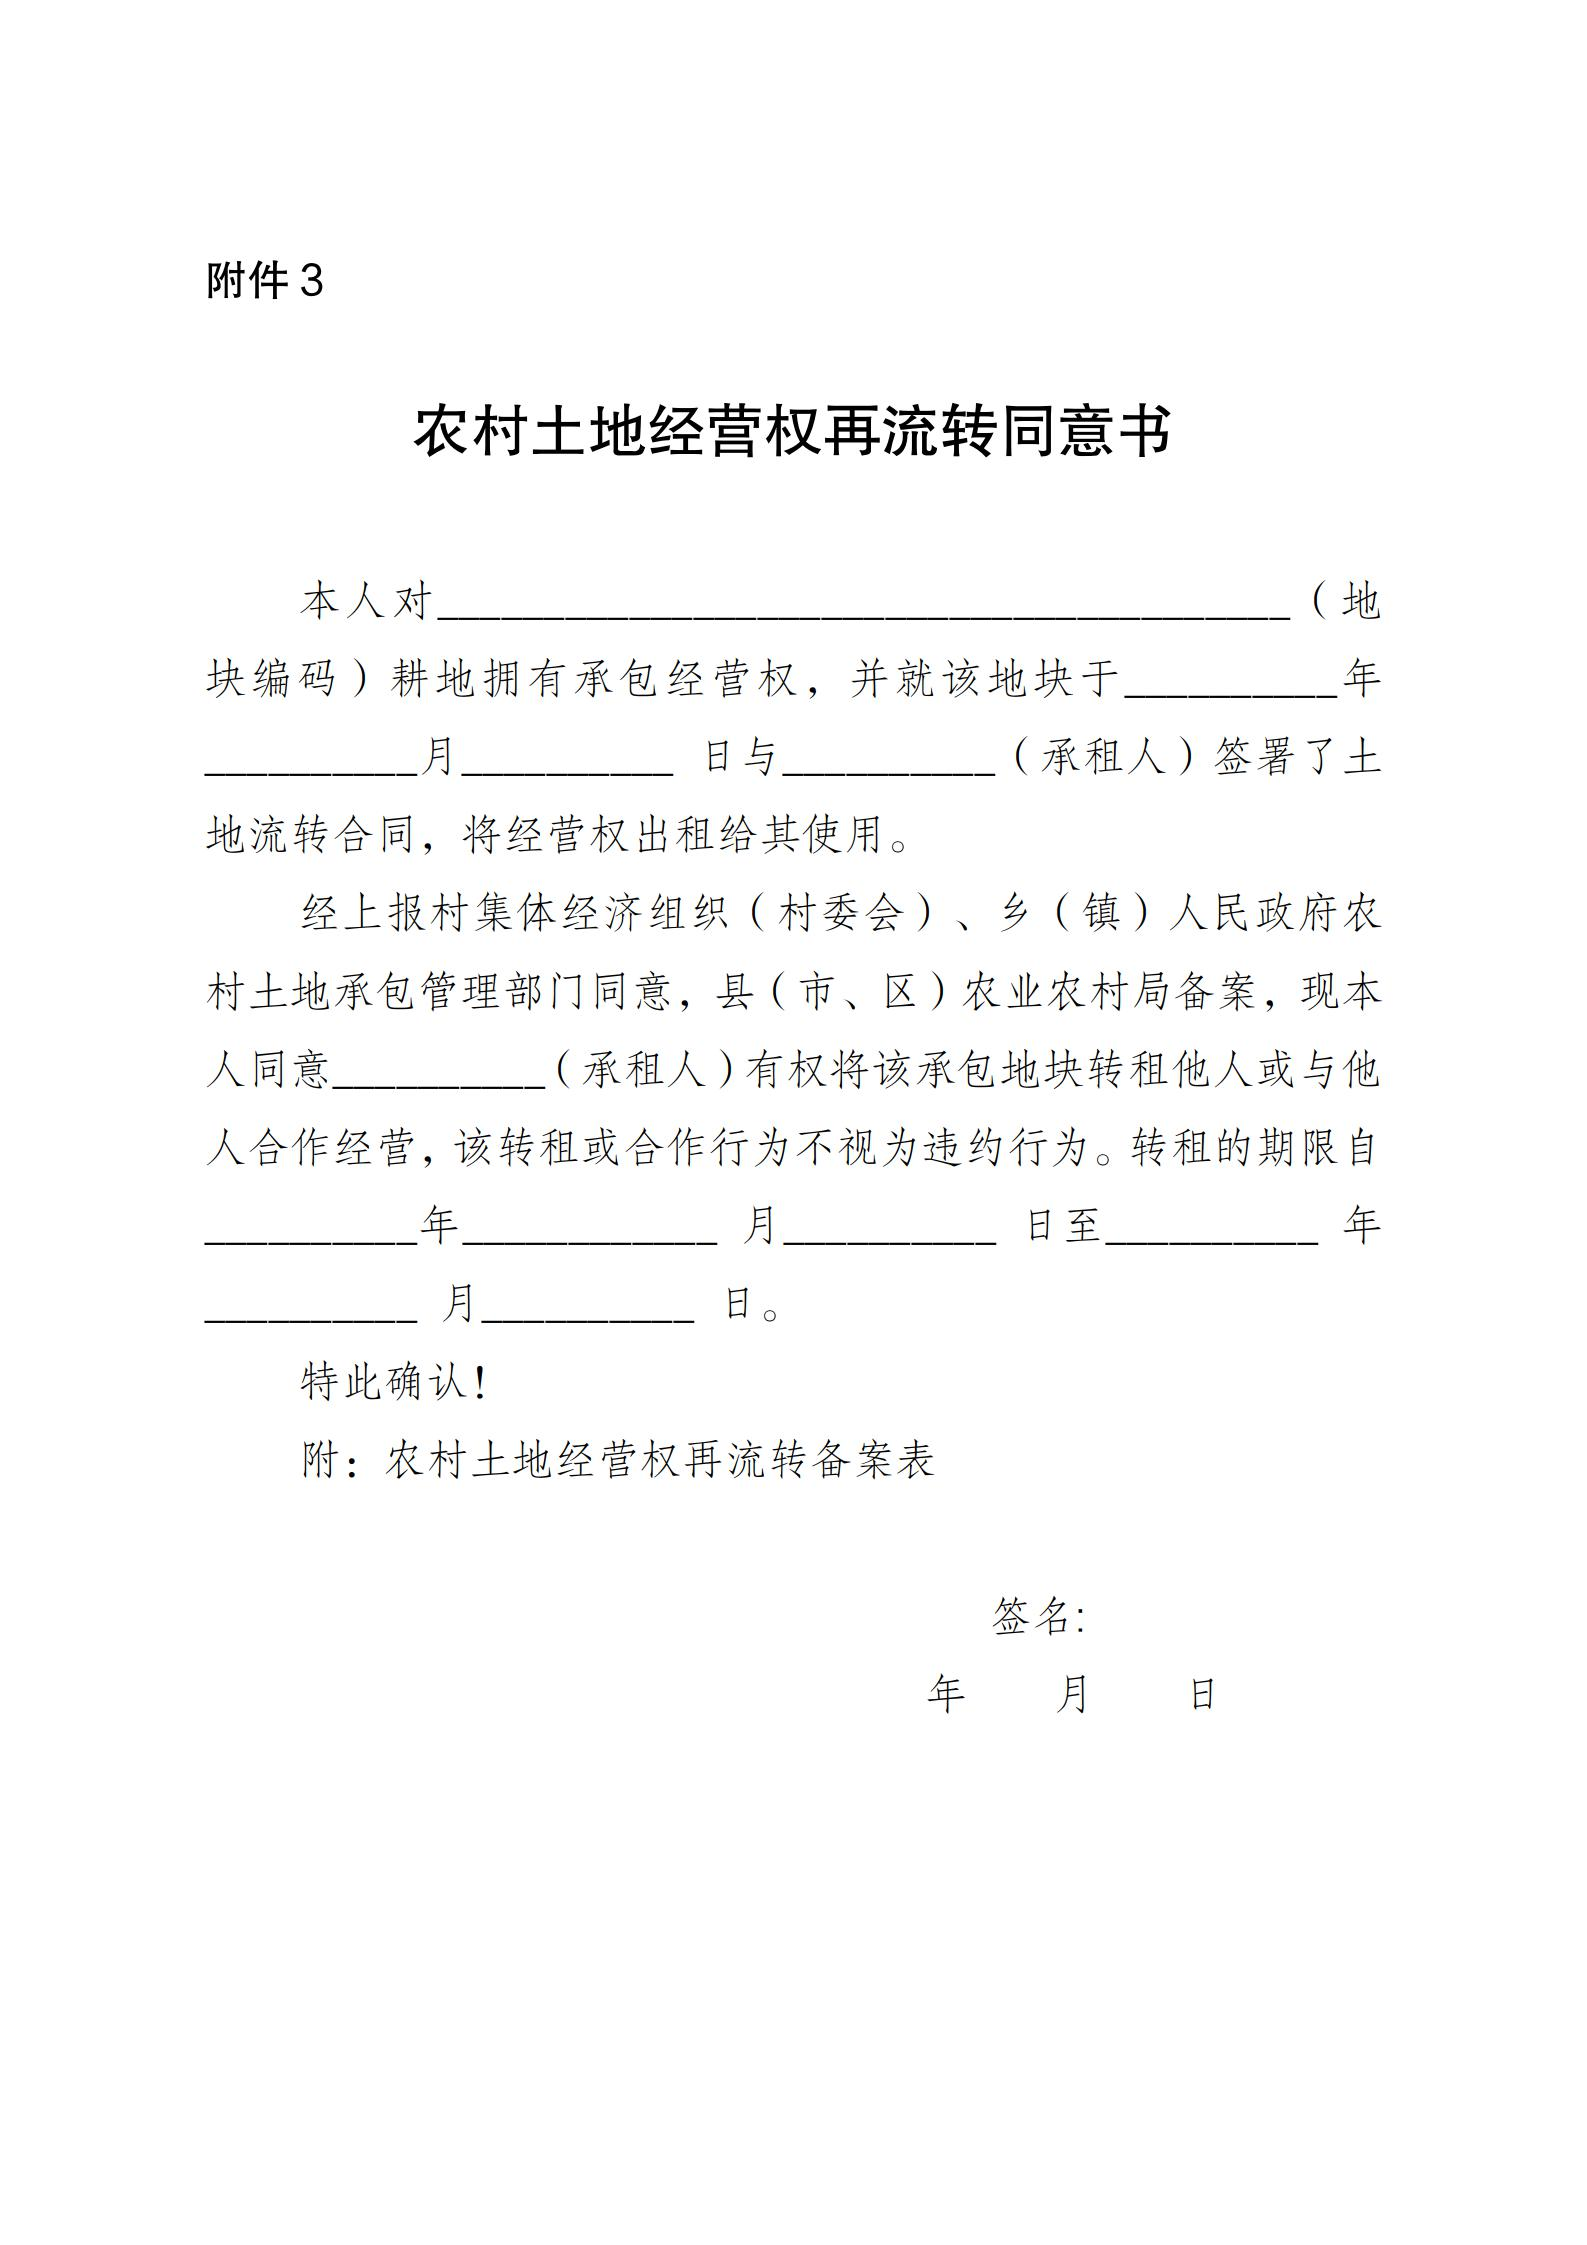 附件 3
农村土地经营权再流转同意书
本人对________________________________________（地
块编码）耕地拥有承包经营权，并就该地块于__________年
__________月__________ 日与__________（承租人）签署了土
地流转合同，将经营权出租给其使用。
经上报村集体经济组织（村委会）、乡（镇）人民政府农
村土地承包管理部门同意，县（市、区）农业农村局备案，现本
人同意__________（承租人）有权将该承包地块转租他人或与他
人合作经营，该转租或合作行为不视为违约行为。转租的期限自
__________年____________ 月__________ 日至__________ 年
__________ 月__________ 日。
特此确认！
附：农村土地经营权再流转备案表
签名:
年 月 日